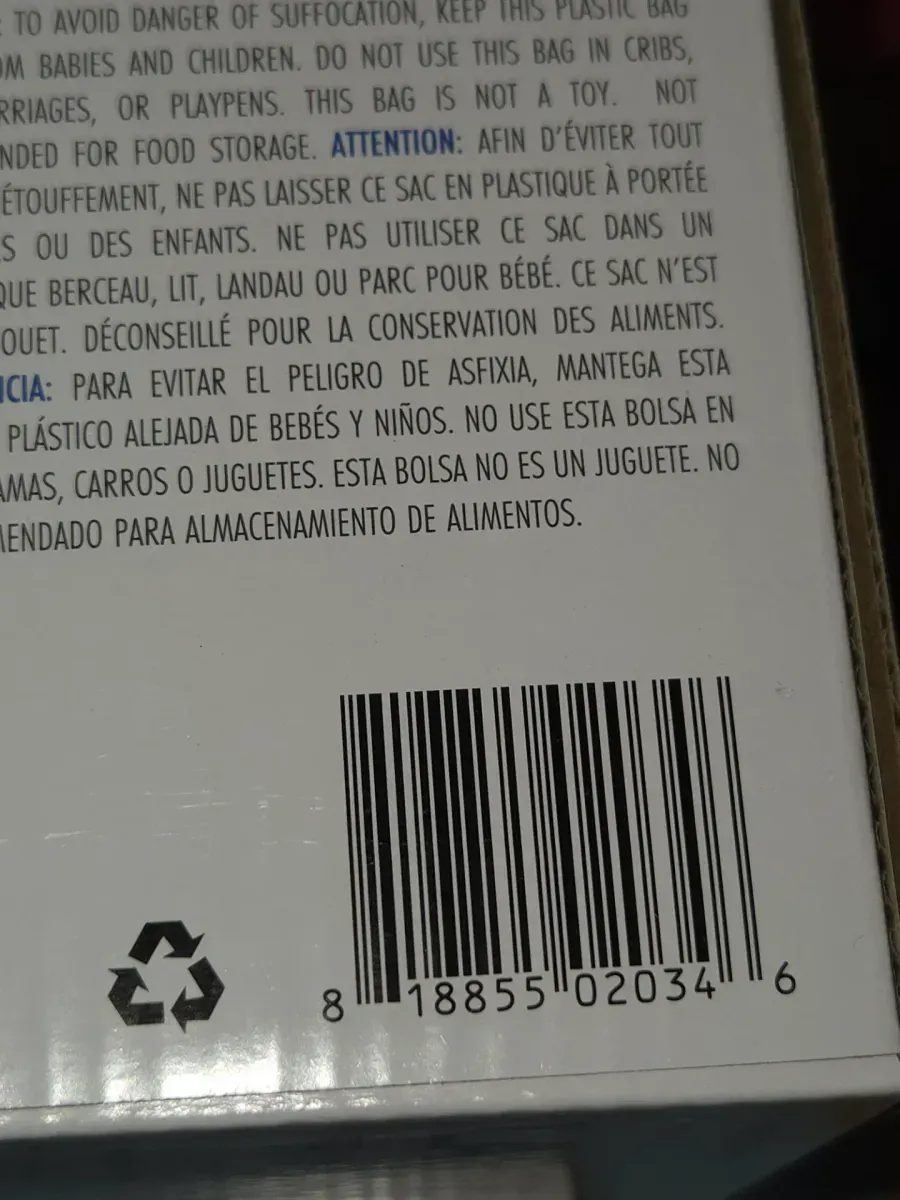 : TO AVOID DANGER OF SUFFOCATION, KEEP THIS PLASTIC BAG
OM BABIES AND CHILDREN. DO NOT USE THIS BAG IN CRIBS,
RRIAGES, OR PLAYPENS. THIS BAG IS NOT A TOY. NOT
NDED FOR FOOD STORAGE. ATTENTION: AFIN D'ÉVITER TOUT
ÉTOUFFEMENT, NE PAS LAISSER CE SAC EN PLASTIQUE À PORTÉE
S OU DES ENFANTS. NE PAS UTILISER CE SAC DANS UN
QUE BERCEAU, LIT, LANDAU OU PARC POUR BÉBÉ. CE SAC N'EST
OUET. DÉCONSEILLÉ POUR LA CONSERVATION DES ALIMENTS.
ICIA: PARA EVITAR EL PELIGRO DE ASFIXIA, MANTEGA ESTA
PLÁSTICO ALEJADA DE BEBÉS Y NIÑOS. NO USE ESTA BOLSA EN
AMAS, CARROS O JUGUETES. ESTA BOLSA NO ES UN JUGUETE. NO
MENDADO PARA ALMACENAMIENTO DE ALIMENTOS.
8 18855 02034 6